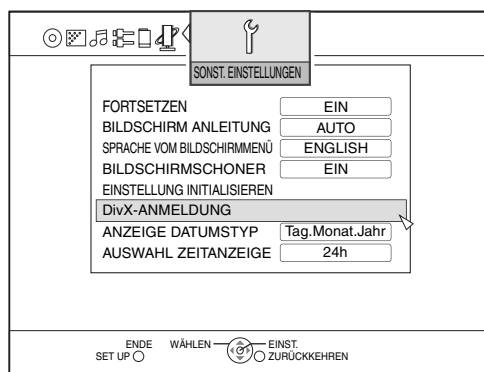 SONST. EINSTELLUNGEN
FORTSETZEN EIN
BILDSCHIRM ANLEITUNG AUTO
SPRACHE VOM BILDSCHIRMMENÜ ENGLISH
BILDSCHIRMSCHONER EIN
EINSTELLUNG INITIALISIEREN
DivX-ANMELDUNG
ANZEIGE DATUMSTYP Tag.Monat.Jahr
AUSWAHL ZEITANZEIGE 24h
ENDE WÄHLEN EINST.
SET UP ZURÜCKKEHREN